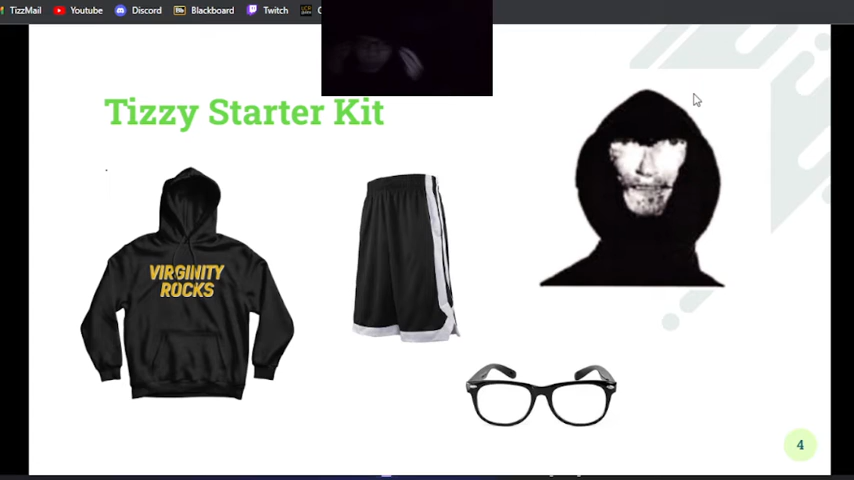 TizzMail
Youtube
Discord
Blackboard
Twitch
Tizzy Starter Kit
VIRGINITY
ROCKS
4